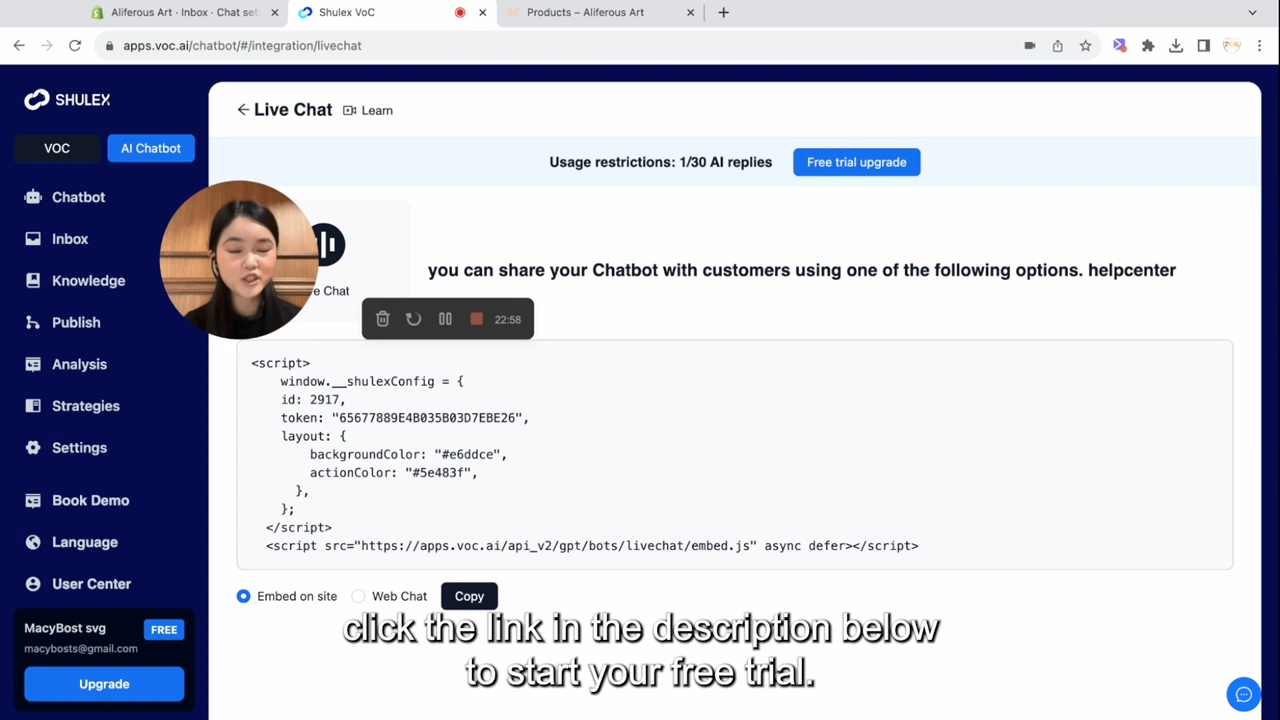 Aliferous Art · Inbox · Chat set
Shulex VoC
Products – Aliferous Art
apps.voc.ai/chatbot/#/integration/livechat
SHULEX
VOC
AI Chatbot
Chatbot
Inbox
Knowledge
Publish
Analysis
Strategies
Settings
Book Demo
Language
User Center
MacyBost svg
FREE
macybosts@gmail.com
Upgrade
Live Chat
Learn
Usage restrictions: 1/30 AI replies
Free trial upgrade
e Chat
you can share your Chatbot with customers using one of the following options. helpcenter
22:58
<script>
window.__shulexConfig = {
id: 2917,
token: "65677889E4B035B03D7EBE26",
layout: {
backgroundColor: "#e6ddce",
actionColor: "#5e483f",
},
};
</script>
<script src="https://apps.voc.ai/api_v2/gpt/bots/livechat/embed.js" async defer></script>
Embed on site
Web Chat
Copy
click the link in the description below
to start your free trial.